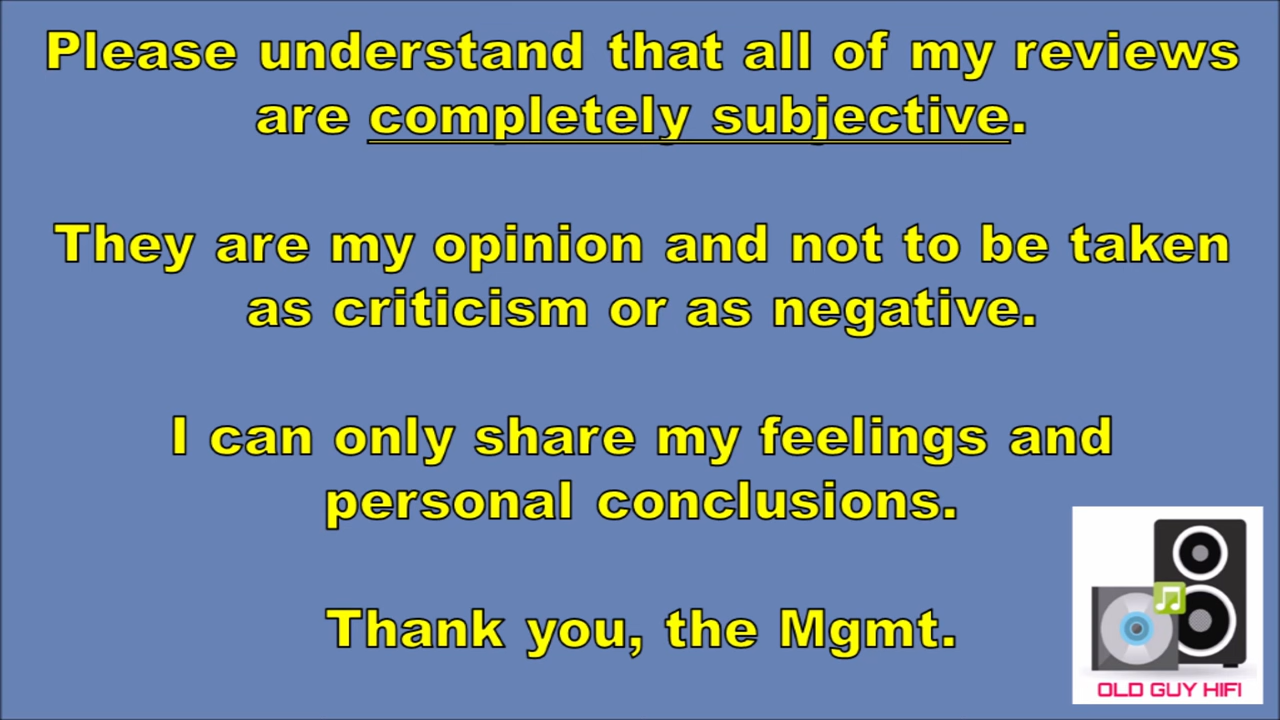 Please understand that all of my reviews
are completely subjective.
They are my opinion and not to be taken
as criticism or as negative.
I can only share my feelings and
personal conclusions.
Thank you, the Mgmt.
OLD GUY HIFI